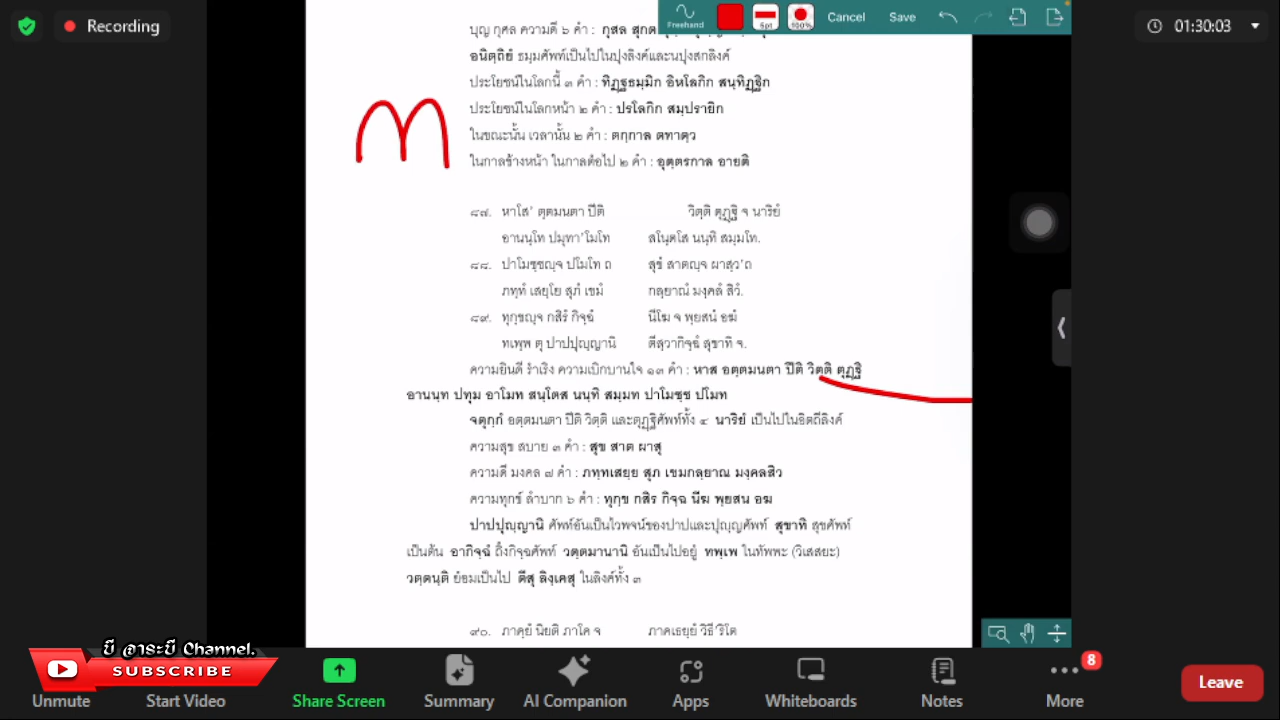 Recording
Freehand
6pt
100%
Cancel
Save
01:30:03
บุญ กุศล ความดี ๖ คำ : กุสล สุกต
อนิตฺถิยํ ธมฺมศัพท์เป็นไปในปุงลิงค์และนปุงสกลิงค์
ประโยชน์ในโลกนี้ ๓ คำ : ทิฏฺฐธมฺมิก อิหโลกิก สนฺทิฏฺฐิก
ประโยชน์ในโลกหน้า ๒ คำ : ปรโลกิก สมฺปรายิก
ในขณะนั้น เวลานั้น ๒ คำ : ตกฺกาล ตทาตฺว
ในกาลข้างหน้า ในกาลต่อไป ๒ คำ : อุตฺตรกาล อายติ
๘๗. หาโส’ ตฺตมนตา ปีติ วิตฺติ ตุฏฺฐิ จ นาริยํ
อานนฺโท ปมุทา’โมโท สโนฺตโส นนฺทิ สมฺมโท.
๘๘. ปาโมชฺชญฺจ ปโมโท ถ สุขํ สาตญฺจ ผาสฺว’ถ
ภทฺทํ เสยฺโย สุภํ เขมํ กลฺยาณํ มงฺคลํ สิวํ.
๘๙. ทุกฺขญฺจ กสิรํ กิจฺฉํ นีโฆ จ พฺยสนํ อฆํ
ทเพฺพ ตุ ปาปปุญฺญานิ ตีสฺวากิจฺฉํ สุขาทิ จ.
ความยินดี ร่าเริง ความเบิกบานใจ ๑๓ คำ : หาส อตฺตมนตา ปีติ วิตฺติ ตุฏฺฐิ
อานนฺท ปทุม อาโมท สนฺโตส นนฺทิ สมฺมท ปาโมชฺช ปโมท
จตุกฺกํ อตฺตมนตา ปีติ วิตฺติ และตุฏฺฐิศัพท์ทั้ง ๔ นาริยํ เป็นไปในอิตถีลิงค์
ความสุข สบาย ๓ คำ : สุข สาต ผาสุ
ความดี มงคล ๗ คำ : ภทฺทเสยฺย สุภ เขมกลฺยาณ มงฺคลสิว
ความทุกข์ ลำบาก ๖ คำ : ทุกฺข กสิร กิจฺฉ นีฆ พฺยสน อฆ
ปาปปุญฺญานิ ศัพท์อันเป็นไวพจน์ของปาปและปุญญศัพท์ สุขาทิ สุขศัพท์
เป็นต้น อากิจฺฉํ ถึงกิจฺฉศัพท์ วตฺตมานานิ อันเป็นไปอยู่ ทพฺเพ ในทัพพะ (วิเสสยะ)
วตฺตนฺติ ย่อมเป็นไป ตีสุ ลิงฺเคสุ ในลิงค์ทั้ง ๓
๙๐. ภาคฺยํ นิยติ ภาโค จ ภาคเธยฺยํ วิธี’ริโต
บี อาระบี Channel.
SUBSCRIBE
Unmute
Start Video
Share Screen
Summary
AI Companion
Apps
Whiteboards
Notes
8
More
Leave